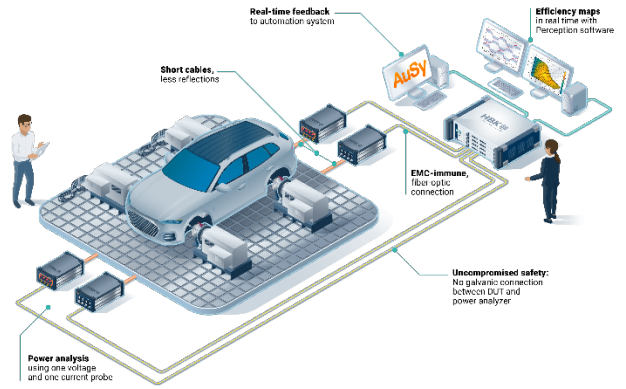 Real-time feedback
to automation system
Efficiency maps
in real time with
Perception software
AuSy
Short cables,
less reflections
HBK
EMC-immune,
fiber-optic
connection
Uncompromised safety:
No galvanic connection
between DUT and
power analyzer
Power analysis
using one voltage
and one current probe